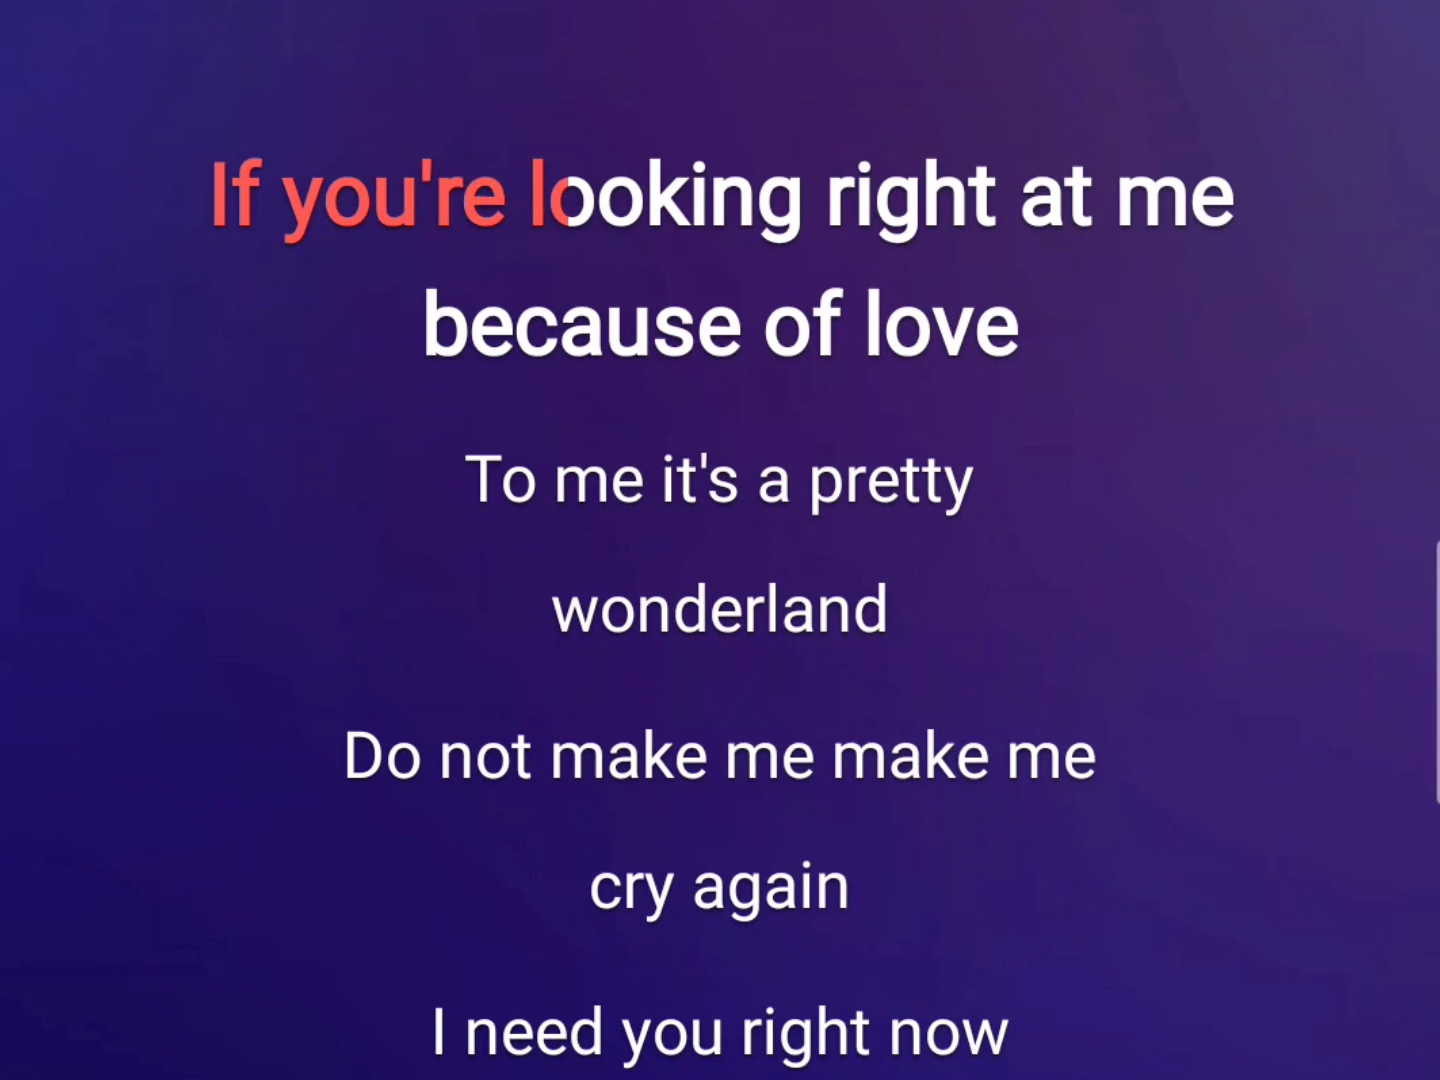 If you're looking right at me
because of love
To me it's a pretty
wonderland
Do not make me make me
cry again
I need you right now